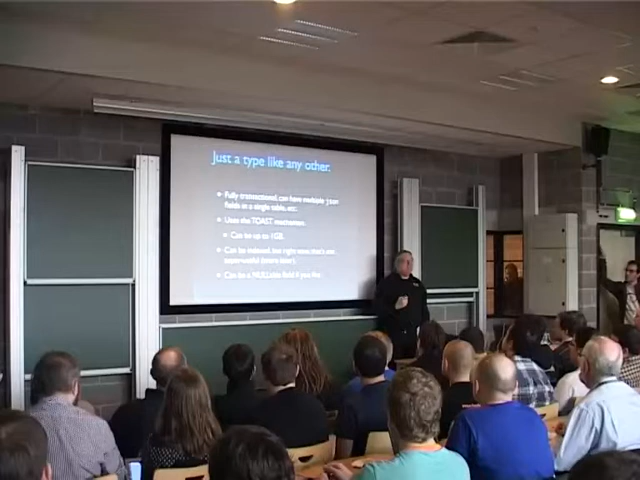 Just a type like any other.
• Fully transactional, can have multiple json
fields in a single table, etc.
• Uses the TOAST mechanism.
• Can be up to 1GB.
• Can be indexed, but right now, that's not
• Can be a NULLable field if you like.